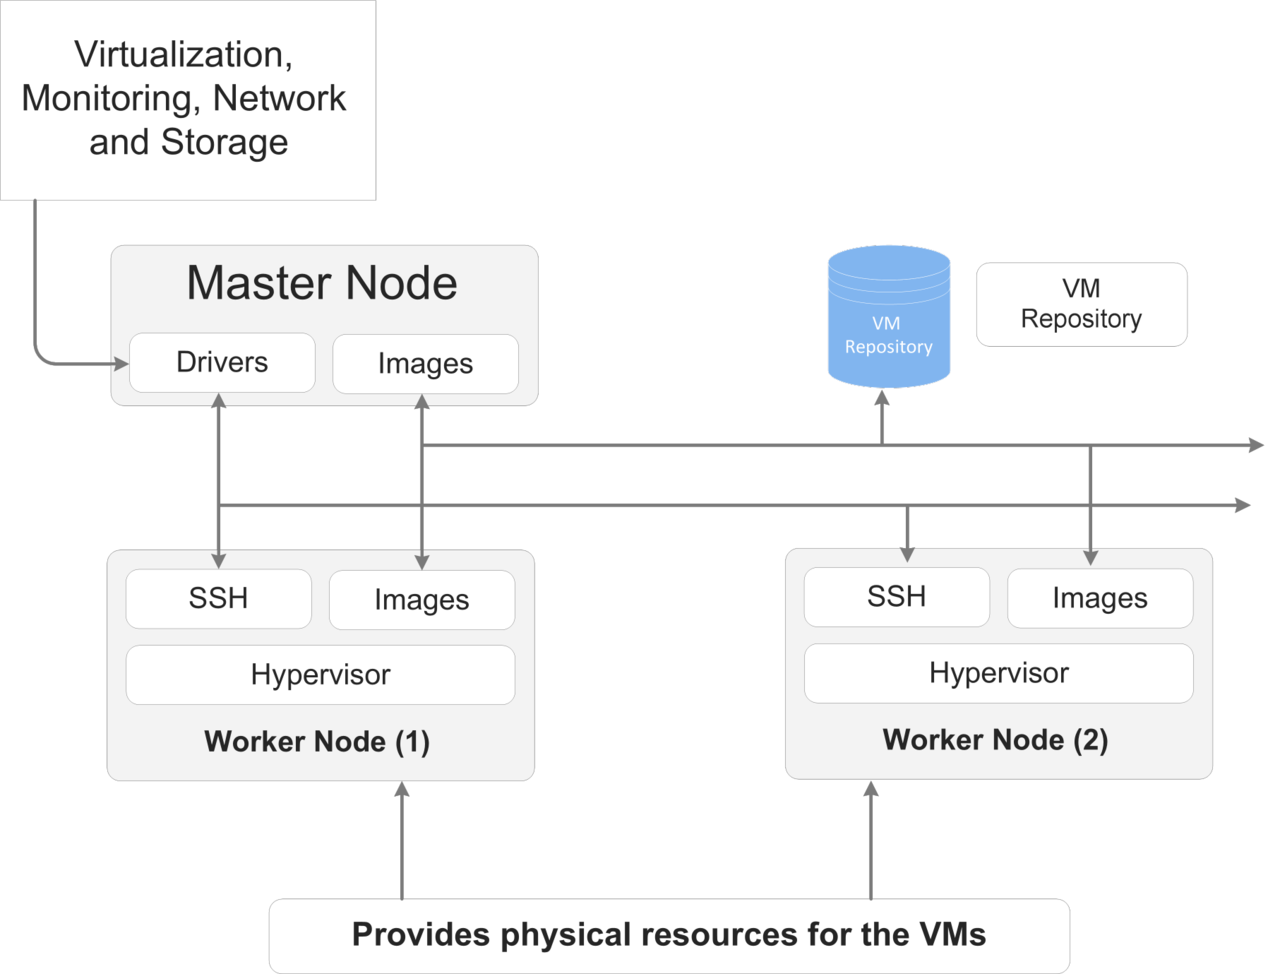 Virtualization,
Monitoring, Network
and Storage
Master Node
Drivers
Images
VM
Repository
VM
Repository
SSH
Images
Hypervisor
Worker Node (1)
SSH
Images
Hypervisor
Worker Node (2)
Provides physical resources for the VMs